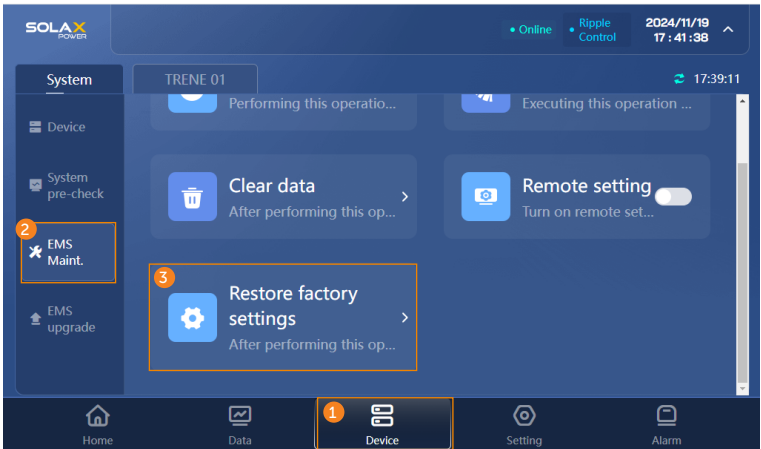 SOLAX
POWER
Online
Ripple
Control
2024/11/19
17:41:38
System
TRENE 01
17:39:11
Device
System
pre-check
2
EMS
Maint.
EMS
upgrade
Performing this operatio...
Executing this operation ...
Clear data
After performing this op...
Remote setting
Turn on remote set...
3
Restore factory
settings
After performing this op...
Home
Data
1
Device
Setting
Alarm